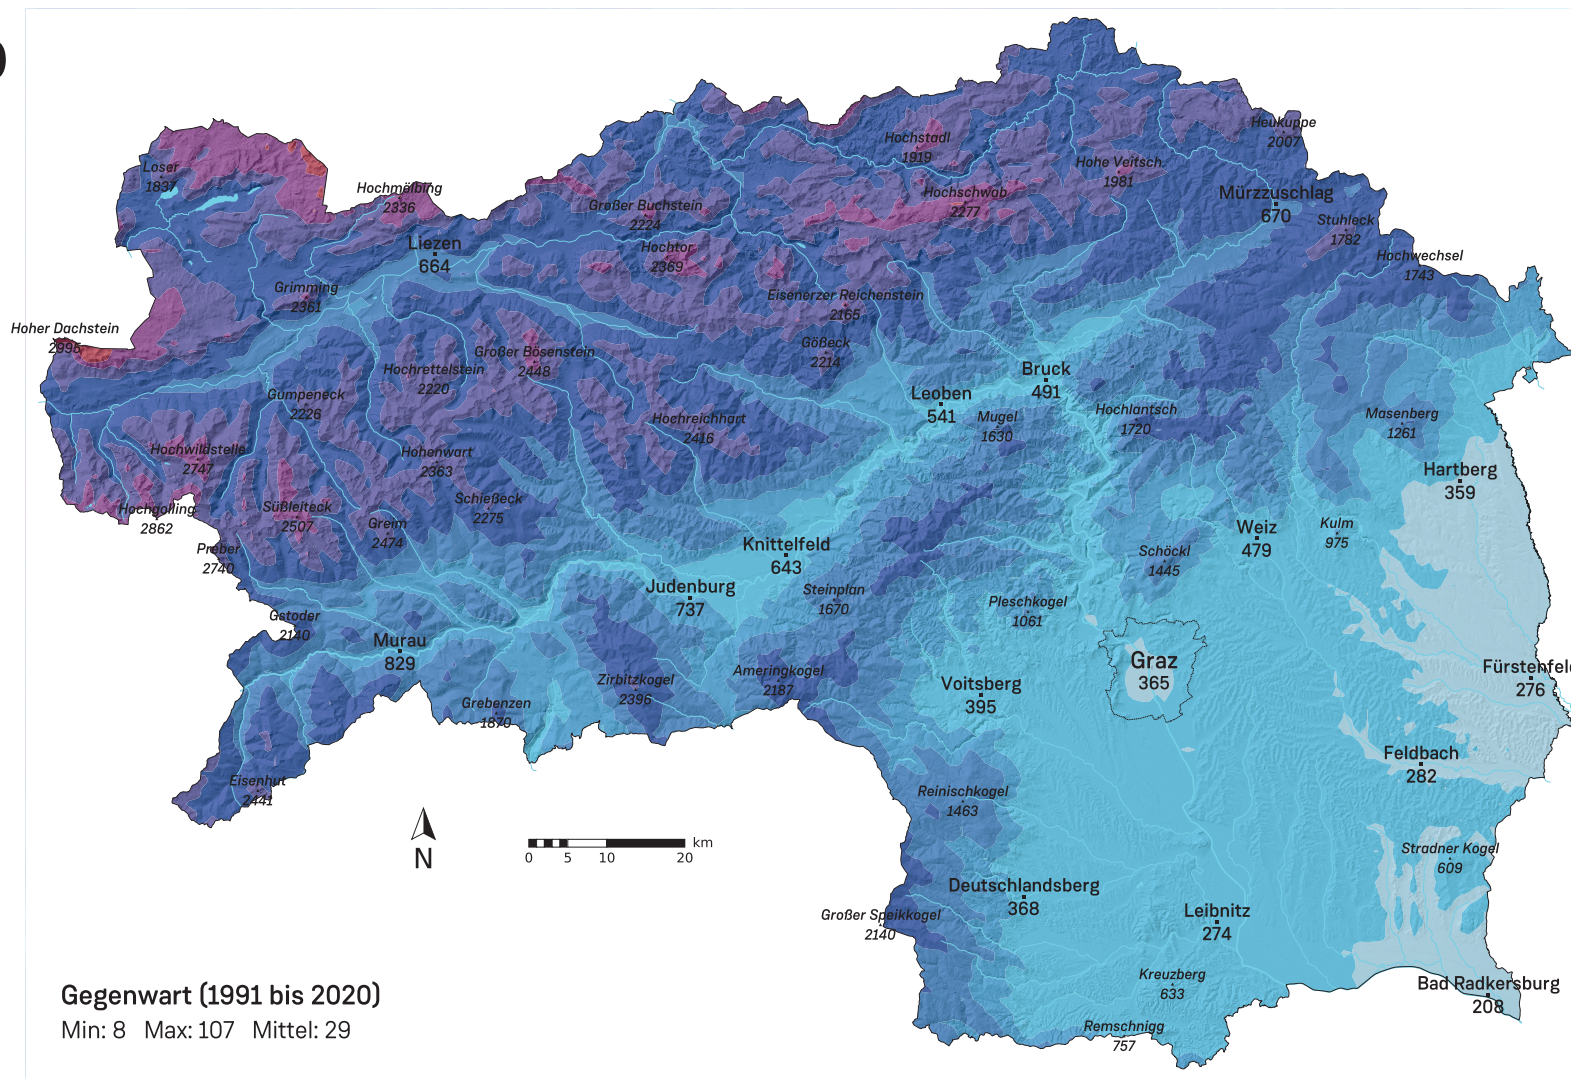 Heukuppe
2007
Hochstadl
1919
Hohe Veitsch
1981
Loser
1837
Hochmölbing
2336
Hochschwab
2277
Mürzzuschlag
670
Großer Buchstein
2224
Stuhleck
1782
Liezen
664
Hochtor
2369
Hochwechsel
1743
Grimming
2361
Eisenerzer Reichenstein
2165
Hoher Dachstein
2995
Gößeck
2214
Großer Bösenstein
2448
Hochrettelstein
2220
Bruck
491
Leoben
541
Gumpeneck
2226
Hochreichhart
2416
Mugel
1630
Hochlantsch
1720
Masenberg
1261
Hochwildstelle
2747
Hohenwart
2363
Hartberg
359
Hochgolling
2862
Süßleiteck
2507
Schießeck
2275
Greim
2474
Weiz
479
Kulm
975
Preber
2740
Knittelfeld
643
Schöckl
1445
Judenburg
737
Steinplan
1670
Pleschkogel
1061
Gstoder
2140
Murau
829
Graz
365
Fürstenfeld
276
Zirbitzkogel
2396
Ameringkogel
2187
Voitsberg
395
Grebenzen
1870
Feldbach
282
Eisenhut
2441
Reinischkogel
1463
N
0 5 10 20 km
Stradner Kogel
609
Deutschlandsberg
368
Großer Speikkogel
2140
Leibnitz
274
Kreuzberg
633
Bad Radkersburg
208
Remschnigg
757
Gegenwart (1991 bis 2020)
Min: 8 Max: 107 Mittel: 29